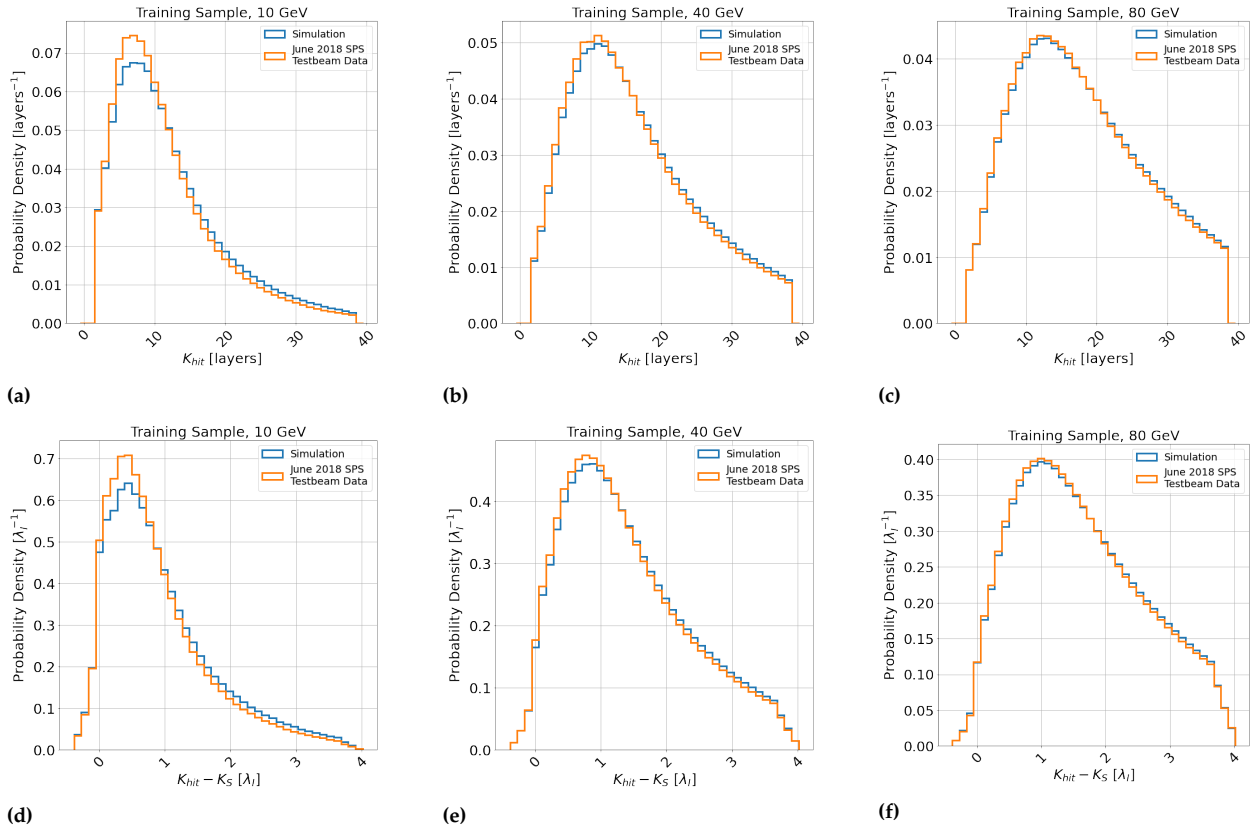 Training Sample, 10 GeV
Simulation
June 2018 SPS
Testbeam Data
Probability Density [layers⁻¹]
0.07
0.06
0.05
0.04
0.03
0.02
0.01
0.00
0
10
20
30
40
K_hit [layers]
(a)
Training Sample, 40 GeV
Simulation
June 2018 SPS
Testbeam Data
Probability Density [layers⁻¹]
0.05
0.04
0.03
0.02
0.01
0.00
0
10
20
30
40
K_hit [layers]
(b)
Training Sample, 80 GeV
Simulation
June 2018 SPS
Testbeam Data
Probability Density [layers⁻¹]
0.04
0.03
0.02
0.01
0.00
0
10
20
30
40
K_hit [layers]
(c)
Training Sample, 10 GeV
Simulation
June 2018 SPS
Testbeam Data
Probability Density [λ_I⁻¹]
0.7
0.6
0.5
0.4
0.3
0.2
0.1
0.0
0
1
2
3
4
K_hit − K_S [λ_I]
(d)
Training Sample, 40 GeV
Simulation
June 2018 SPS
Testbeam Data
Probability Density [λ_I⁻¹]
0.4
0.3
0.2
0.1
0.0
0
1
2
3
4
K_hit − K_S [λ_I]
(e)
Training Sample, 80 GeV
Simulation
June 2018 SPS
Testbeam Data
Probability Density [λ_I⁻¹]
0.40
0.35
0.30
0.25
0.20
0.15
0.10
0.05
0.00
0
1
2
3
4
K_hit − K_S [λ_I]
(f)